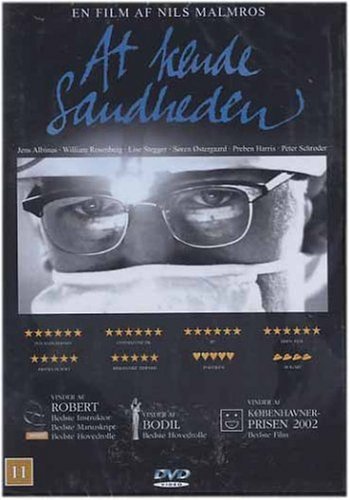 EN FILM AF NILS MALMROS
At kende
Sandheden
Jens Albinus · William Rosenberg · Lise Stegger · Søren Østergaard · Preben Harris · Peter Schrøder
VINDER AF
ROBERT
Bedste Instruktør
Bedste Manuskript
Bedste Hovedrolle
VINDER AF
BODIL
Bedste Hovedrolle
VINDER AF
KØBENHAVNER-
PRISEN 2002
Bedste Film
11
DVD
VIDEO